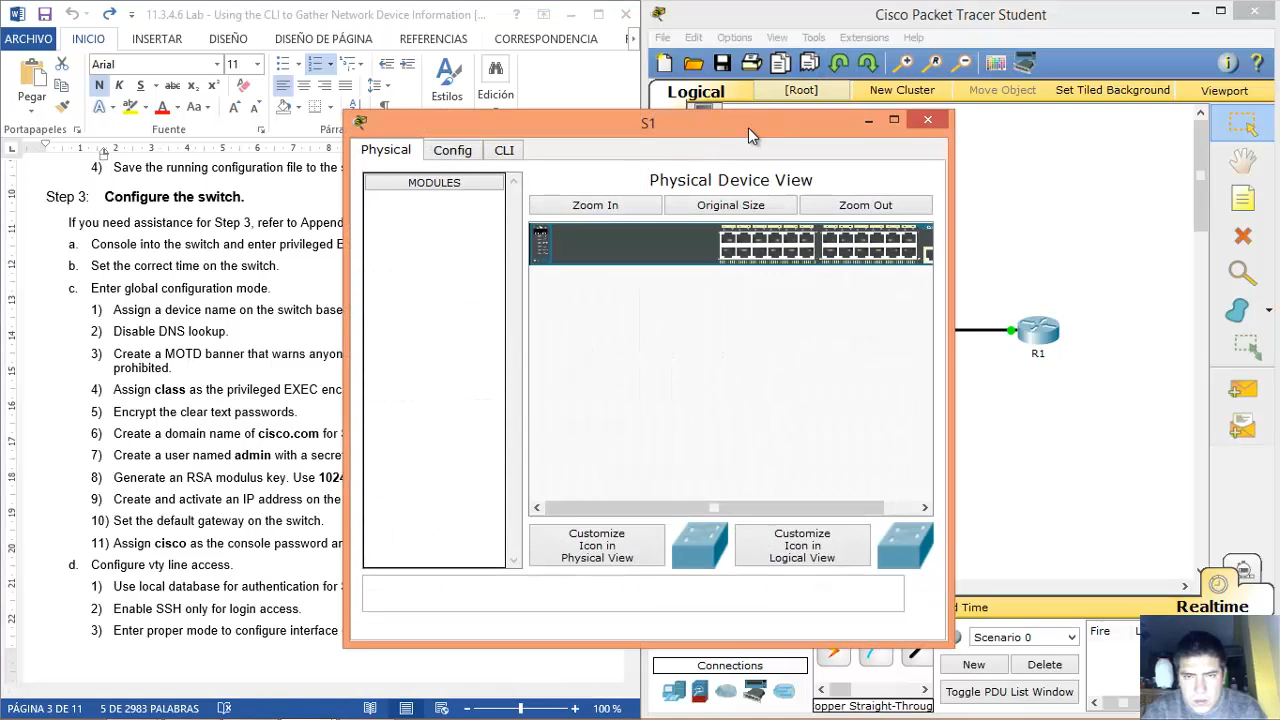 11.3.4.6 Lab - Using the CLI to Gather Network Device Information [...
ARCHIVO INICIO INSERTAR DISEÑO DISEÑO DE PÁGINA REFERENCIAS CORRESPONDENCIA
Arial 11
Pegar
N K S abc x₂ x²
Estilos
Edición
Fuente
4) Save the running configuration file to the s
Step 3: Configure the switch.
If you need assistance for Step 3, refer to Appen
a. Console into the switch and enter privileged E
b. Set the correct time on the switch.
c. Enter global configuration mode.
1) Assign a device name on the switch base
2) Disable DNS lookup.
3) Create a MOTD banner that warns anyon
prohibited.
4) Assign class as the privileged EXEC enc
5) Encrypt the clear text passwords.
6) Create a domain name of cisco.com for
7) Create a user named admin with a secre
8) Generate an RSA modulus key. Use 1024
9) Create and activate an IP address on the
10) Set the default gateway on the switch.
11) Assign cisco as the console password an
d. Configure vty line access.
1) Use local database for authentication for
2) Enable SSH only for login access.
3) Enter proper mode to configure interface
PÁGINA 3 DE 11 5 DE 2983 PALABRAS 100 %
Cisco Packet Tracer Student
File Edit Options View Tools Extensions Help
Logical [Root] New Cluster Move Object Set Tiled Background Viewport
R1
S1
Physical Config CLI
MODULES
Physical Device View
Zoom In Original Size Zoom Out
Customize
Icon in
Physical View
Customize
Icon in
Logical View
d Time
Realtime
Scenario 0
Fire
New Delete
Toggle PDU List Window
Connections
opper Straight-Throug